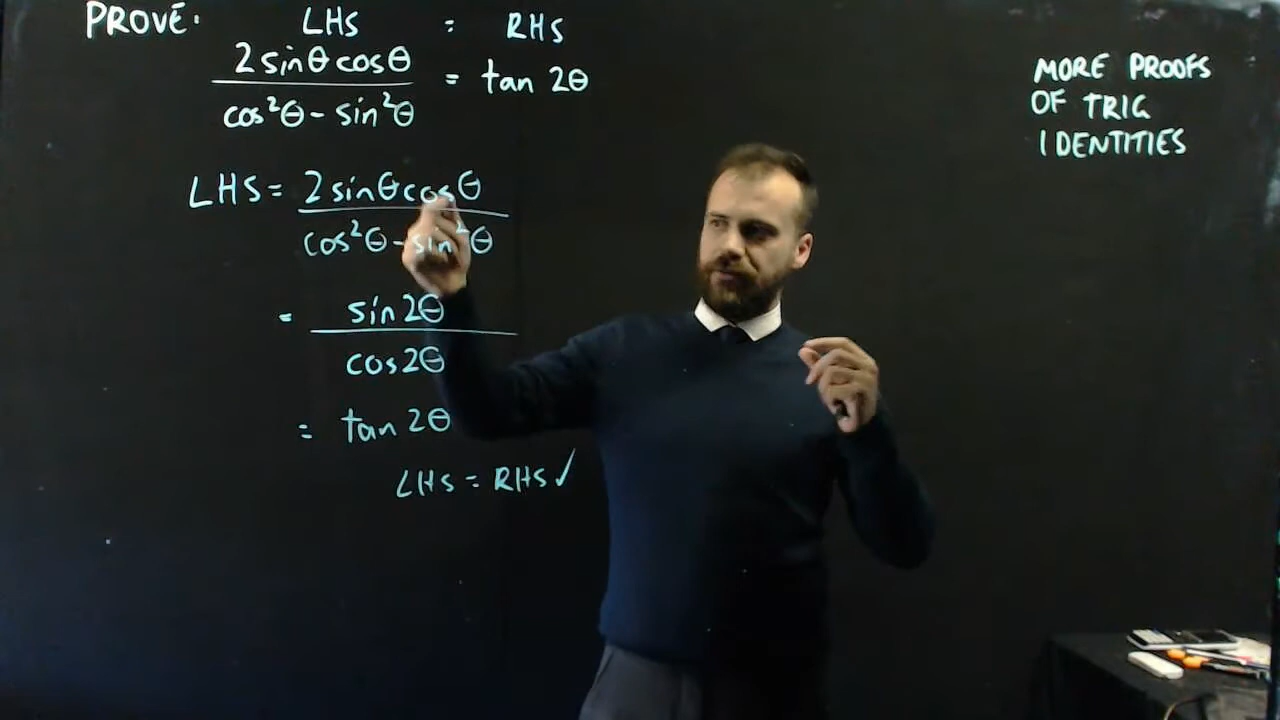 PROVE:
LHS = RHS
2sinθcosθ / cos²θ - sin²θ = tan 2θ
LHS = 2sinθcosθ / cos²θ - sin²θ
= sin2θ / cos2θ
= tan 2θ
LHS = RHS ✓
MORE PROOFS
OF TRIG
IDENTITIES